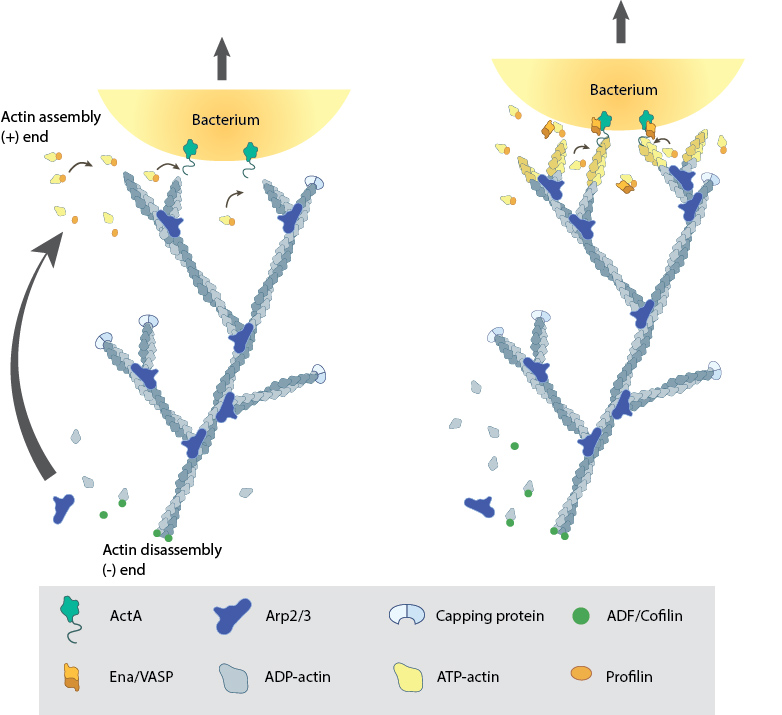 Bacterium
Actin assembly
(+) end
Bacterium
Actin disassembly
(-) end
ActA
Arp2/3
Capping protein
ADF/Cofilin
Ena/VASP
ADP-actin
ATP-actin
Profilin